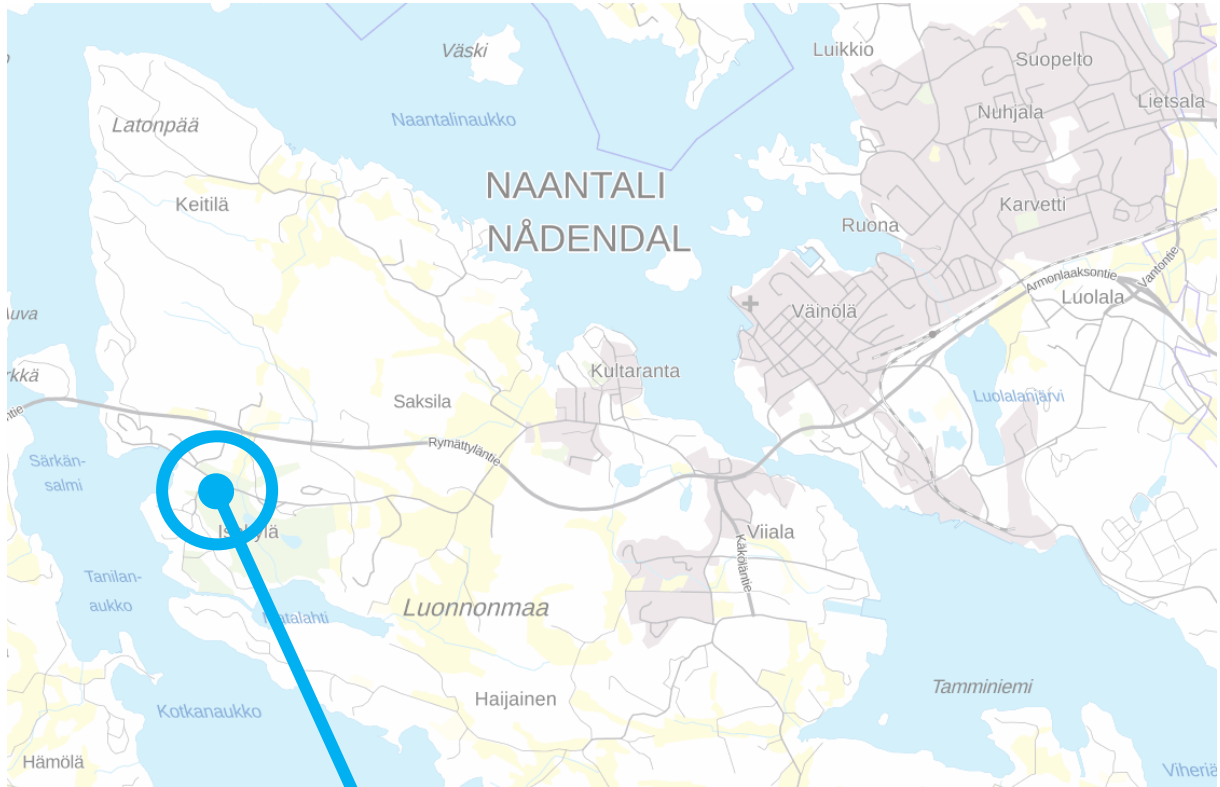 Väski
Luikkio
Suopelto
Lietsala
Latonpää
Naantalinaukko
Nuhjala
NAANTALI
NÅDENDAL
Keitilä
Karvetti
Ruona
Vantontie
Armonlaaksontie
Luolala
Väinölä
Kultaranta
Saksila
Luolalanjärvi
Rymättyläntie
Särkän-
salmi
Viiala
Käköläntie
Tanilan-
aukko
Luonnonmaa
Haijainen
Tamminiemi
Kotkanaukko
Hämölä